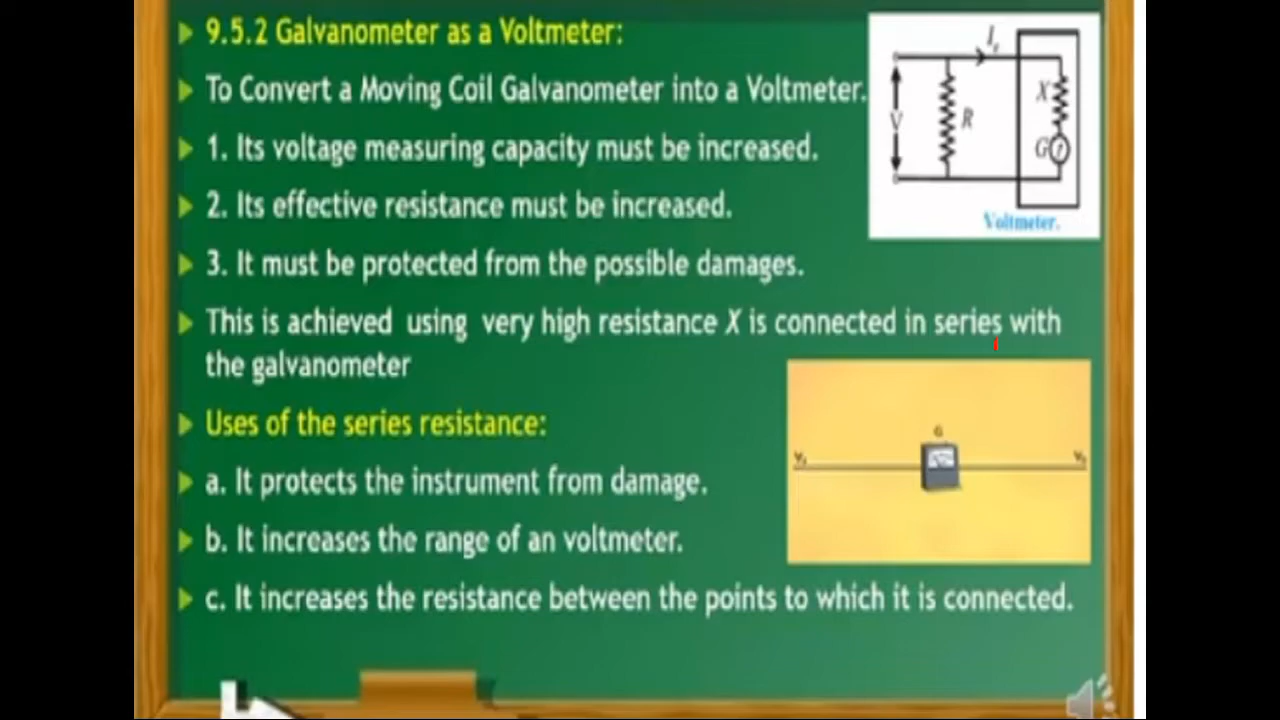 9.5.2 Galvanometer as a Voltmeter:
To Convert a Moving Coil Galvanometer into a Voltmeter.
1. Its voltage measuring capacity must be increased.
2. Its effective resistance must be increased.
3. It must be protected from the possible damages.
This is achieved using very high resistance X is connected in series with
the galvanometer
Uses of the series resistance:
a. It protects the instrument from damage.
b. It increases the range of an voltmeter.
c. It increases the resistance between the points to which it is connected.
V
R
X
G
Voltmeter.
G